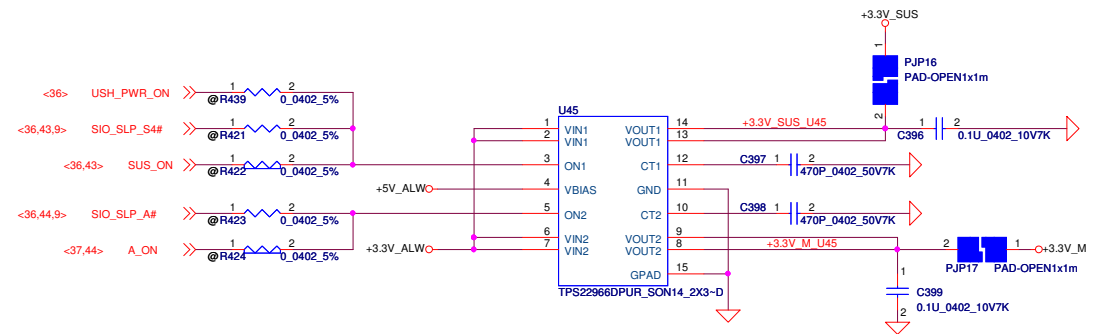 +3.3V_SUS
1
PJP16
PAD-OPEN1x1m
2
<36> USH_PWR_ON 1 2
@R439 0_0402_5%
<36,43,9> SIO_SLP_S4# 1 2
@R421 0_0402_5%
<36,43> SUS_ON 1 2
@R422 0_0402_5%
+5V_ALW
<36,44,9> SIO_SLP_A# 1 2
@R423 0_0402_5%
<37,44> A_ON 1 2
@R424 0_0402_5%
+3.3V_ALW
U45
1 VIN1 VOUT1 14 +3.3V_SUS_U45
2 VIN1 VOUT1 13
3 ON1 CT1 12
4 VBIAS GND 11
5 ON2 CT2 10
6 VIN2 VOUT2 9
7 VIN2 VOUT2 8 +3.3V_M_U45
GPAD 15
TPS22966DPUR_SON14_2X3~D
C396 1 2
0.1U_0402_10V7K
C397 1 2
470P_0402_50V7K
C398 1 2
470P_0402_50V7K
2 1 +3.3V_M
PJP17 PAD-OPEN1x1m
1
C399
0.1U_0402_10V7K
2